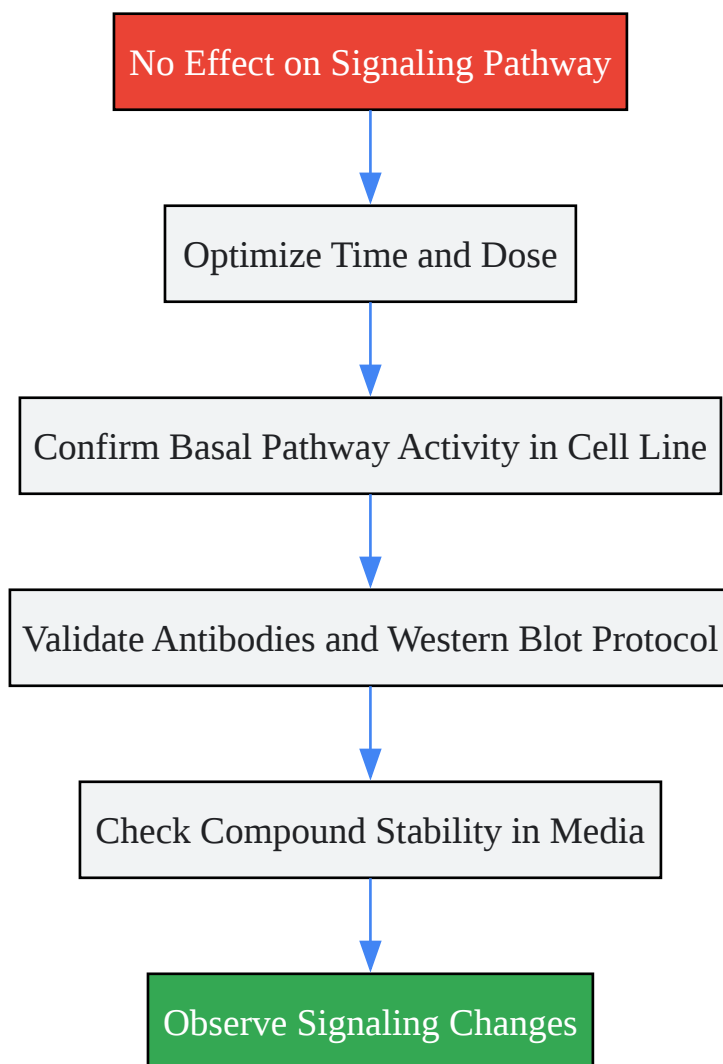 No Effect on Signaling Pathway
Optimize Time and Dose
Confirm Basal Pathway Activity in Cell Line
Validate Antibodies and Western Blot Protocol
Check Compound Stability in Media
Observe Signaling Changes